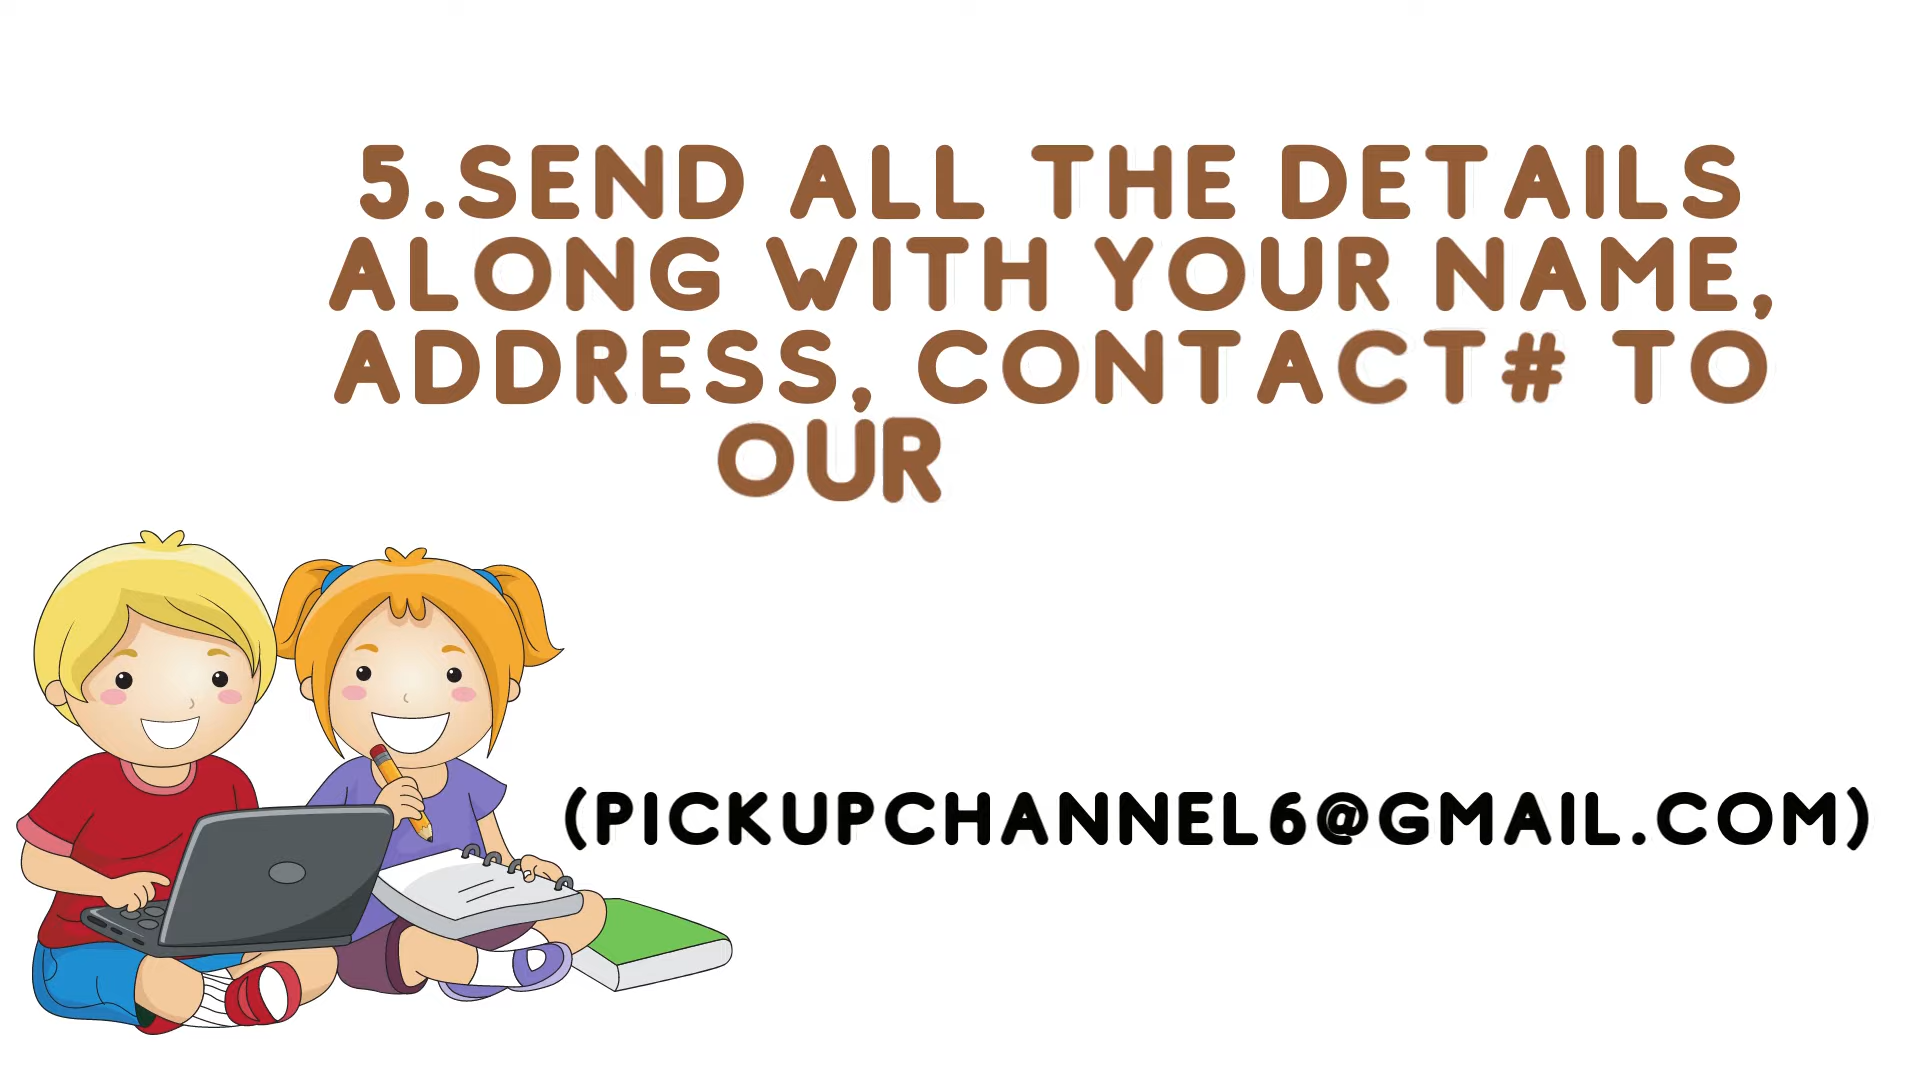 5.SEND ALL THE DETAILS
ALONG WITH YOUR NAME,
ADDRESS, CONTACT# TO
OUR
(PICKUPCHANNEL6@GMAIL.COM)